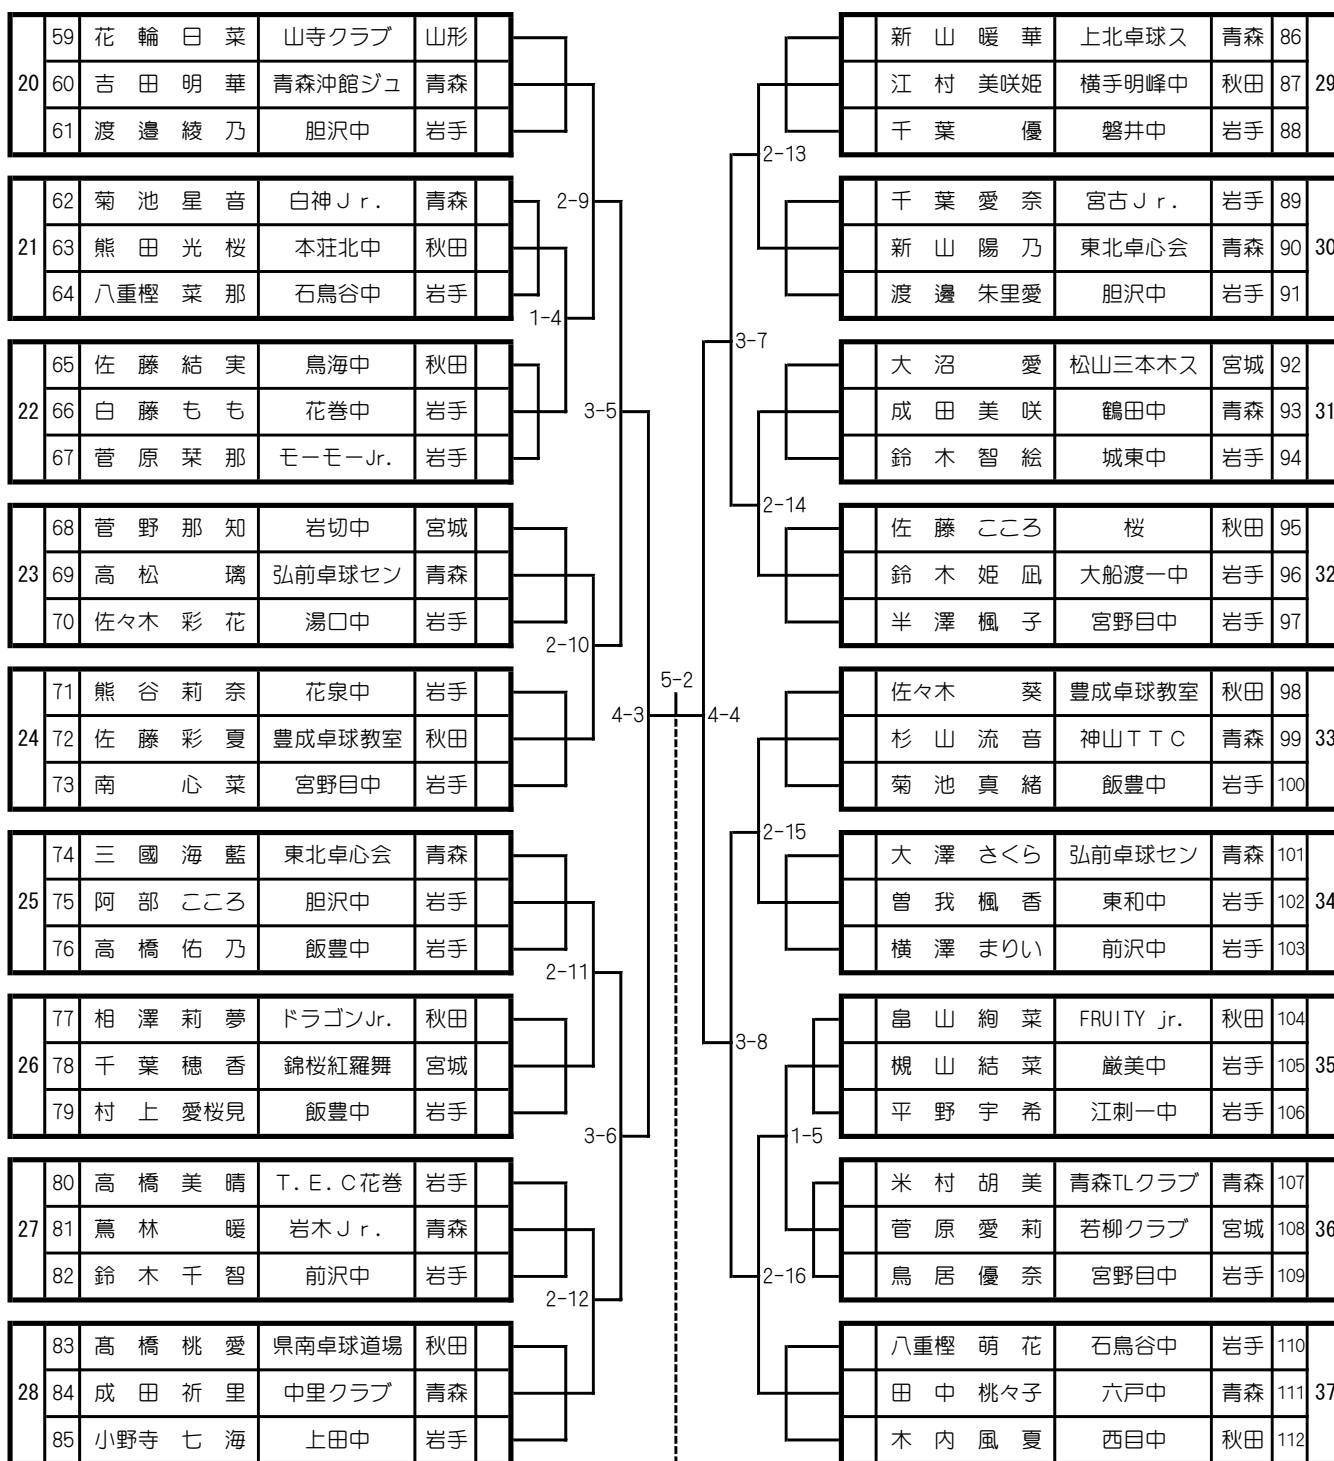 20
59 花輪日菜 山寺クラブ 山形
60 吉田明華 青森沖館ジュ 青森
61 渡邉綾乃 胆沢中 岩手
21
62 菊池星音 白神Ｊｒ. 青森
63 熊田光桜 本荘北中 秋田
64 八重樫菜那 石鳥谷中 岩手
22
65 佐藤結実 鳥海中 秋田
66 白藤もも 花巻中 岩手
67 菅原栞那 モーモーJr. 岩手
23
68 菅野那知 岩切中 宮城
69 高松璃 弘前卓球セン 青森
70 佐々木彩花 湯口中 岩手
24
71 熊谷莉奈 花泉中 岩手
72 佐藤彩夏 豊成卓球教室 秋田
73 南心菜 宮野目中 岩手
25
74 三國海藍 東北卓心会 青森
75 阿部こころ 胆沢中 岩手
76 高橋佑乃 飯豊中 岩手
26
77 相澤莉夢 ドラゴンJr. 秋田
78 千葉穂香 錦桜紅羅舞 宮城
79 村上愛桜見 飯豊中 岩手
27
80 高橋美晴 Ｔ.Ｅ.Ｃ花巻 岩手
81 蔦林暖 岩木Ｊｒ. 青森
82 鈴木千智 前沢中 岩手
28
83 髙橋桃愛 県南卓球道場 秋田
84 成田祈里 中里クラブ 青森
85 小野寺七海 上田中 岩手
2-9
1-4
3-5
2-10
4-3
2-11
3-6
2-12
5-2
4-4
2-13
3-7
2-14
2-15
3-8
1-5
2-16
新山暖華 上北卓球ス 青森 86
江村美咲姫 横手明峰中 秋田 87
千葉優 磐井中 岩手 88
29
千葉愛奈 宮古Ｊｒ. 岩手 89
新山陽乃 東北卓心会 青森 90
渡邊朱里愛 胆沢中 岩手 91
30
大沼愛 松山三本木ス 宮城 92
成田美咲 鶴田中 青森 93
鈴木智絵 城東中 岩手 94
31
佐藤こころ 桜 秋田 95
鈴木姫凪 大船渡一中 岩手 96
半澤楓子 宮野目中 岩手 97
32
佐々木葵 豊成卓球教室 秋田 98
杉山流音 神山ＴＴＣ 青森 99
菊池真緒 飯豊中 岩手 100
33
大澤さくら 弘前卓球セン 青森 101
曽我楓香 東和中 岩手 102
横澤まりい 前沢中 岩手 103
34
畠山絢菜 FRUITY jr. 秋田 104
槻山結菜 厳美中 岩手 105
平野宇希 江刺一中 岩手 106
35
米村胡美 青森TLクラブ 青森 107
菅原愛莉 若柳クラブ 宮城 108
鳥居優奈 宮野目中 岩手 109
36
八重樫萌花 石鳥谷中 岩手 110
田中桃々子 六戸中 青森 111
木内風夏 西目中 秋田 112
37